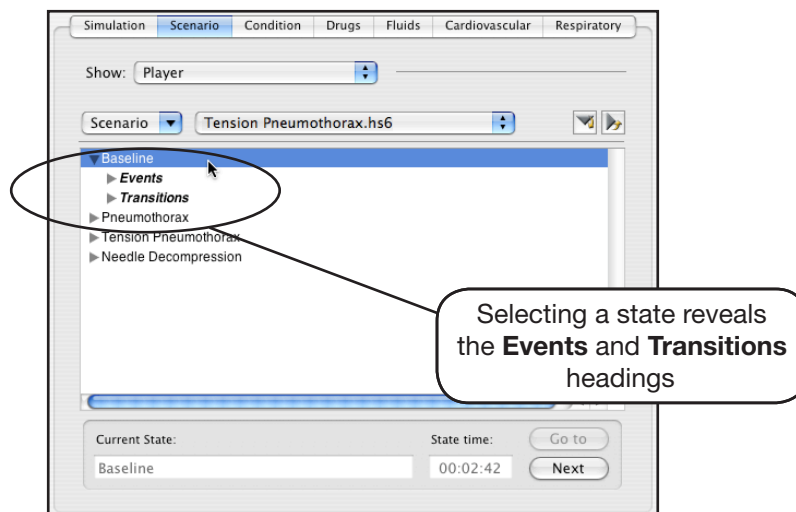 Simulation Scenario Condition Drugs Fluids Cardiovascular Respiratory
Show: Player
Scenario Tension Pneumothorax.hs6
Baseline
Events
Transitions
Pneumothorax
Tension Pneumothorax
Needle Decompression
Selecting a state reveals
the Events and Transitions
headings
Current State: State time: Go to
Baseline 00:02:42 Next